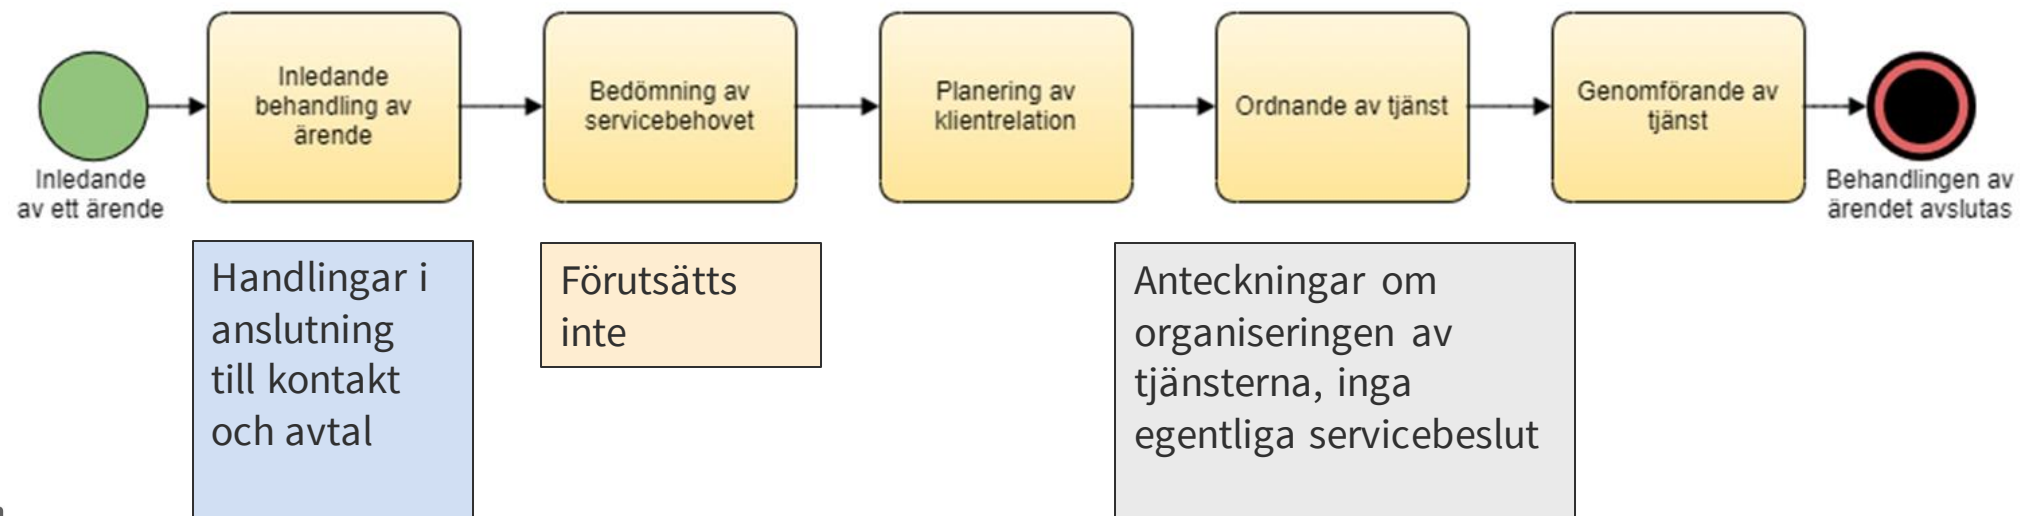 Inledande
behandling av
ärende
Bedömning av
servicebehovet
Planering av
klientrelation
Ordnande av tjänst
Genomförande av
tjänst
Inledande
av ett ärende
Behandlingen av
ärendet avslutas
Handlingar i
anslutning
till kontakt
och avtal
Förutsätts
inte
Anteckningar om
organiseringen av
tjänsterna, inga
egentliga servicebeslut